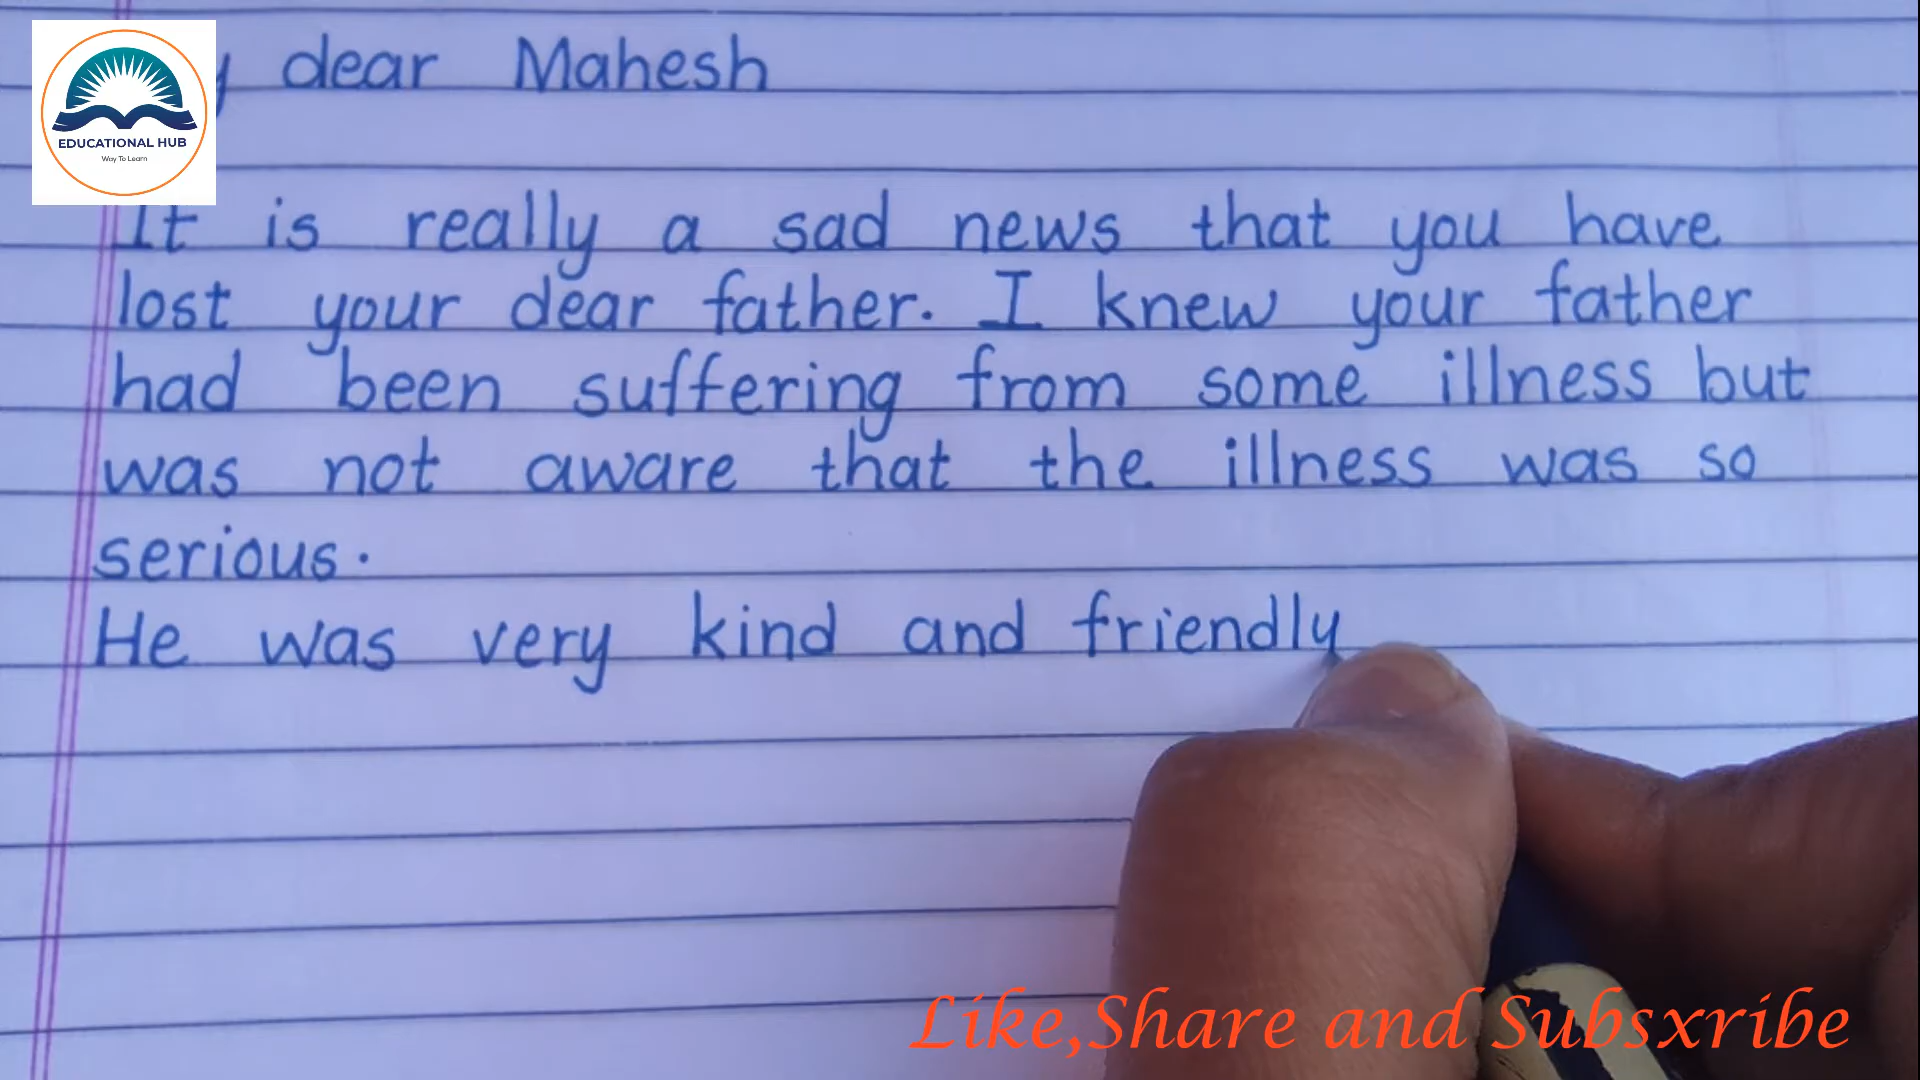 dear Mahesh
EDUCATIONAL HUB
Way To Learn
It is really a sad news that you have
lost your dear father. I knew your father
had been suffering from some illness but
was not aware that the illness was so
serious.
He was very kind and friendly
Like,Share and Subsxribe